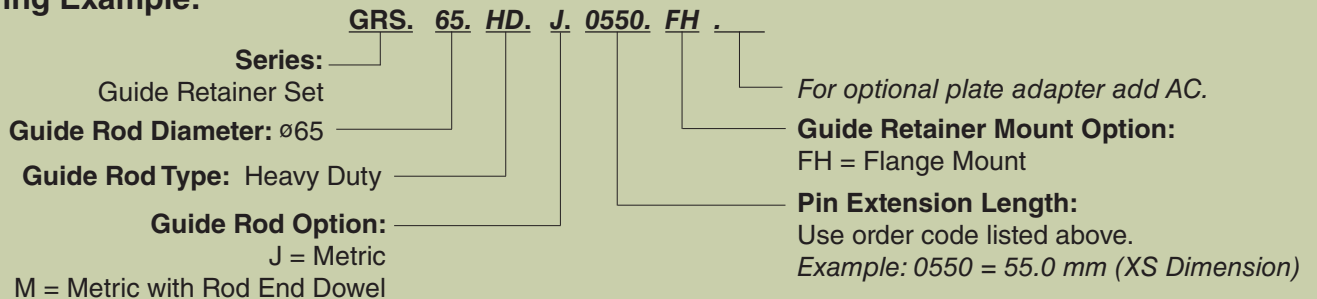 ing Example:
GRS. 65. HD. J. 0550. FH .
Series:
Guide Retainer Set
Guide Rod Diameter: ø65
Guide Rod Type: Heavy Duty
Guide Rod Option:
J = Metric
M = Metric with Rod End Dowel
For optional plate adapter add AC.
Guide Retainer Mount Option:
FH = Flange Mount
Pin Extension Length:
Use order code listed above.
Example: 0550 = 55.0 mm (XS Dimension)